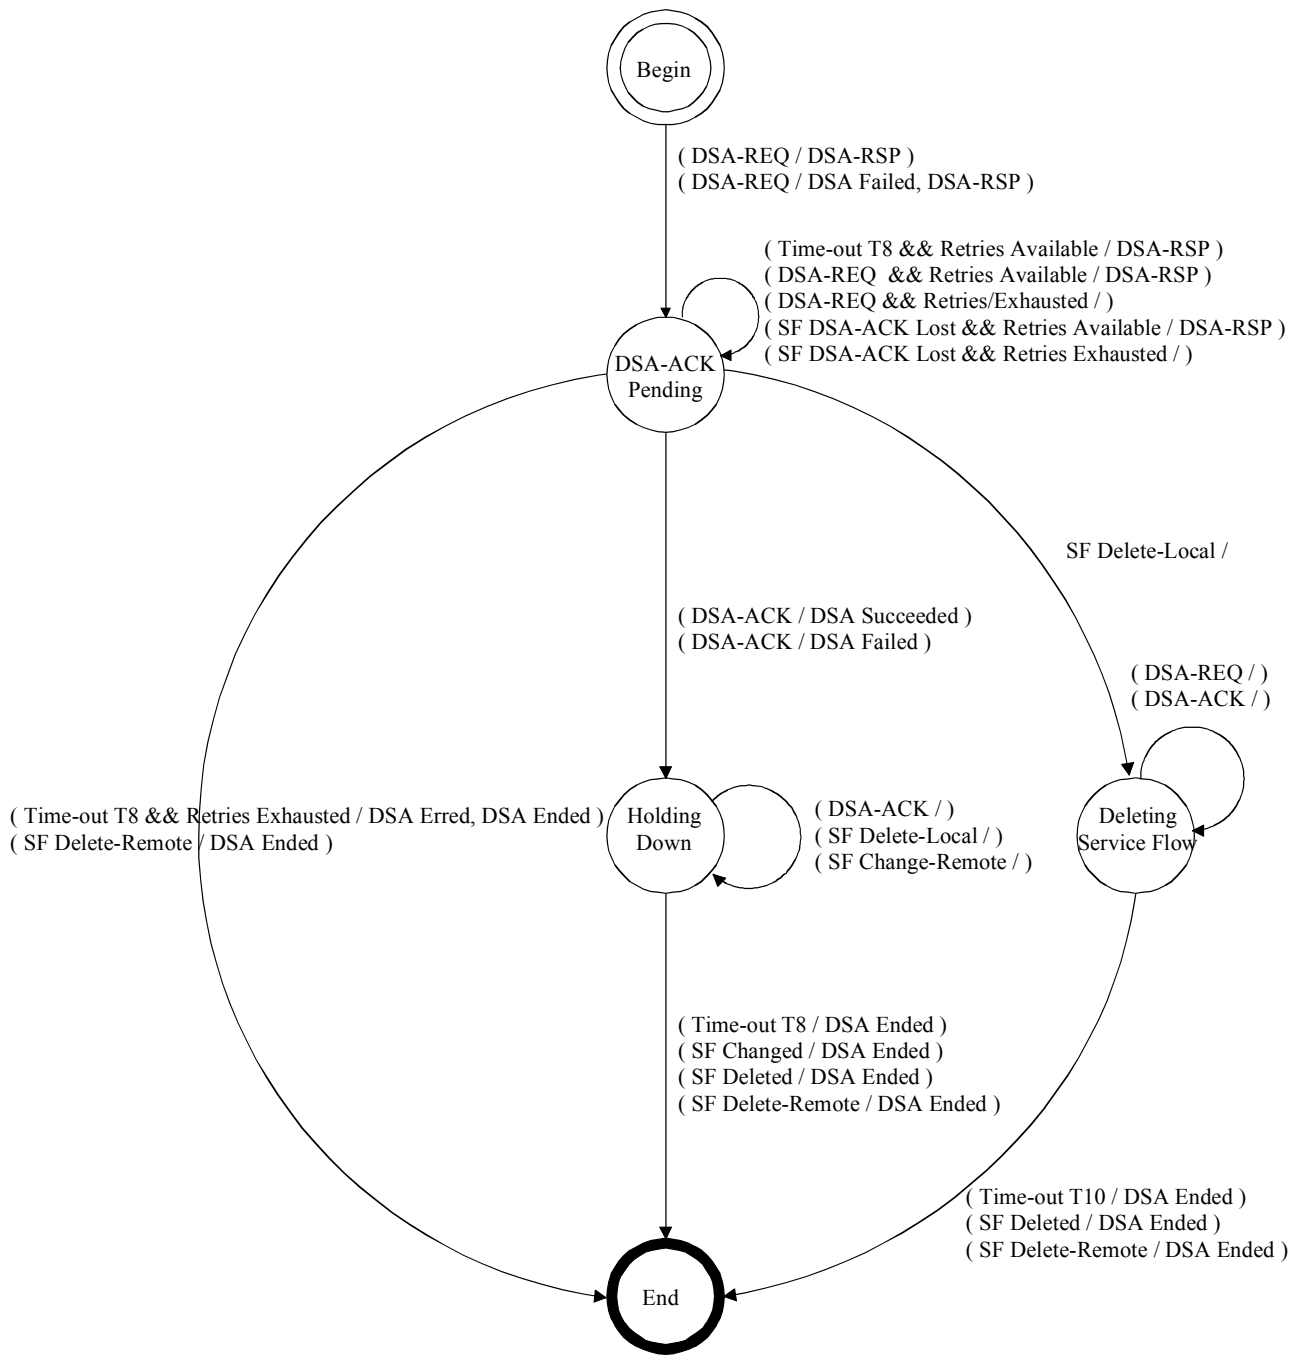 Begin
( DSA-REQ / DSA-RSP )
( DSA-REQ / DSA Failed, DSA-RSP )
( Time-out T8 && Retries Available / DSA-RSP )
( DSA-REQ && Retries Available / DSA-RSP )
( DSA-REQ && Retries/Exhausted / )
( SF DSA-ACK Lost && Retries Available / DSA-RSP )
( SF DSA-ACK Lost && Retries Exhausted / )
DSA-ACK
Pending
SF Delete-Local /
( DSA-ACK / DSA Succeeded )
( DSA-ACK / DSA Failed )
( DSA-REQ / )
( DSA-ACK / )
( Time-out T8 && Retries Exhausted / DSA Erred, DSA Ended )
( SF Delete-Remote / DSA Ended )
Holding
Down
( DSA-ACK / )
( SF Delete-Local / )
( SF Change-Remote / )
Deleting
Service Flow
( Time-out T8 / DSA Ended )
( SF Changed / DSA Ended )
( SF Deleted / DSA Ended )
( SF Delete-Remote / DSA Ended )
( Time-out T10 / DSA Ended )
( SF Deleted / DSA Ended )
( SF Delete-Remote / DSA Ended )
End